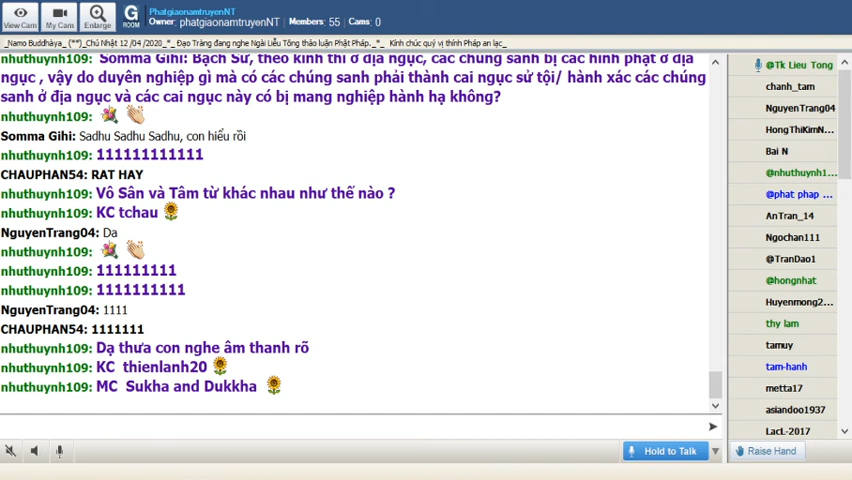 View Cam
My Cam
Enlarge
G
ROOM
PhatgiaonamtruyenNT
Owner: phatgiaonamtruyenNT | Members: 55 Cams: 0
_Namo Buddhàya_ (**)_Chủ Nhật 12 /04 /2020_*_ Đạo Tràng đang nghe Ngài Liễu Tông thảo luận Phật Pháp._*_ Kính chúc quý vị thính Pháp an lạc_
nhuthuynh109: Somma Gihi: Bạch Sư, theo kinh thì ở địa ngục, các chúng sanh bị các hình phạt ở địa
ngục , vậy do duyên nghiệp gì mà có các chúng sanh phải thành cai ngục sử tội/ hành xác các chúng
sanh ở địa ngục và các cai ngục này có bị mang nghiệp hành hạ không?
nhuthuynh109:
Somma Gihi: Sadhu Sadhu Sadhu, con hiểu rồi
nhuthuynh109: 111111111111
CHAUPHAN54: RAT HAY
nhuthuynh109: Vô Sân và Tâm từ khác nhau như thế nào ?
nhuthuynh109: KC tchau
NguyenTrang04: Da
nhuthuynh109:
nhuthuynh109: 111111111
nhuthuynh109: 1111111111
NguyenTrang04: 1111
CHAUPHAN54: 1111111
nhuthuynh109: Dạ thưa con nghe âm thanh rõ
nhuthuynh109: KC thienlanh20
nhuthuynh109: MC Sukha and Dukkha
Hold to Talk
@Tk Lieu Tong
chanh_tam
NguyenTrang04
HongThiKimN...
Bai N
@nhuthuynh1...
@phat phap ...
AnTran_14
Ngochan111
@TranDao1
@hongnhat
Huyenmong2...
thy lam
tamuy
tam-hanh
metta17
asiandoo1937
LacL-2017
Raise Hand